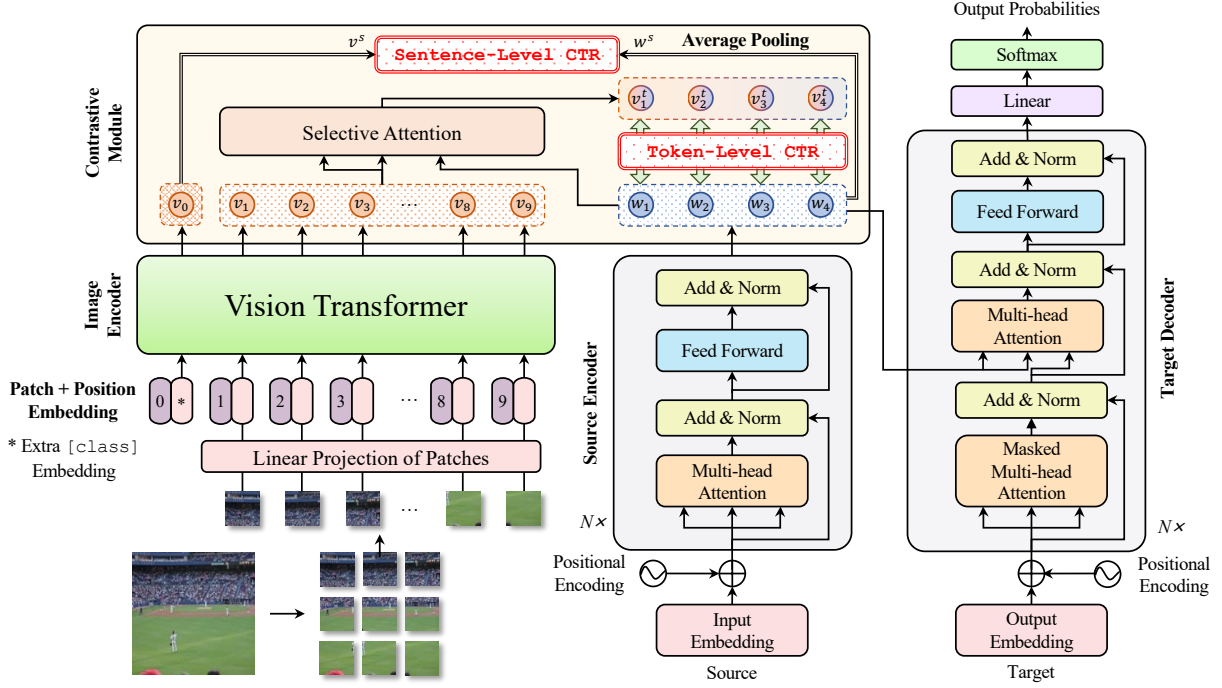 Output Probabilities
Softmax
Linear
Add & Norm
Feed Forward
Add & Norm
Multi-head
Attention
Add & Norm
Masked
Multi-head
Attention
N×
Target Decoder
Positional
Encoding
Output
Embedding
Target
Contrastive
Module
v^s
Sentence-Level CTR
w^s
Average Pooling
Selective Attention
v_1^t v_2^t v_3^t v_4^t
Token-Level CTR
v_0 v_1 v_2 v_3 ... v_8 v_9
w_1 w_2 w_3 w_4
Image
Encoder
Vision Transformer
Patch + Position
Embedding
0 * 1 2 3 ... 8 9
* Extra [class]
Embedding
Linear Projection of Patches
...
Source Encoder
Add & Norm
Feed Forward
Add & Norm
Multi-head
Attention
N×
Positional
Encoding
Input
Embedding
Source